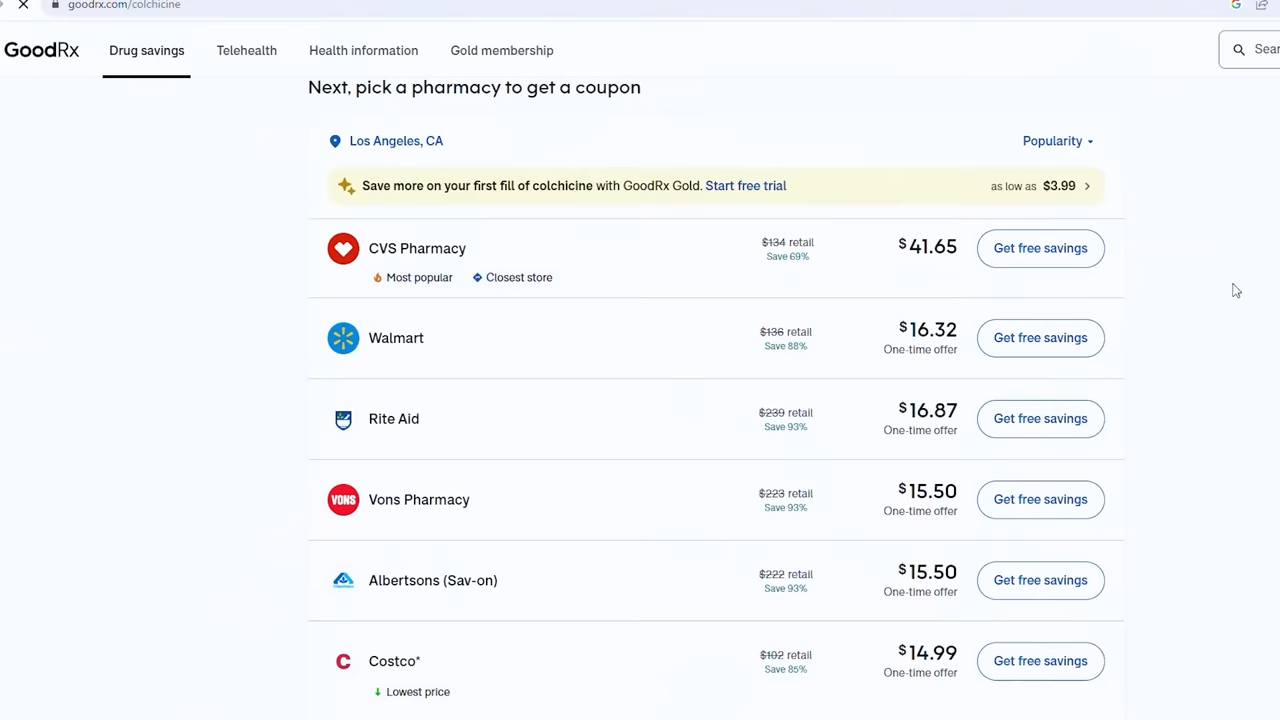 goodrx.com/colchicine
GoodRx Drug savings Telehealth Health information Gold membership
Next, pick a pharmacy to get a coupon
Los Angeles, CA Popularity
Save more on your first fill of colchicine with GoodRx Gold. Start free trial as low as $3.99
CVS Pharmacy $134 retail $41.65 Get free savings
Save 69%
Most popular Closest store
Walmart $136 retail $16.32 Get free savings
Save 88% One-time offer
Rite Aid $239 retail $16.87 Get free savings
Save 93% One-time offer
VONS Vons Pharmacy $223 retail $15.50 Get free savings
Save 93% One-time offer
Albertsons (Sav-on) $222 retail $15.50 Get free savings
Save 93% One-time offer
Costco* $102 retail $14.99 Get free savings
Save 85% One-time offer
Lowest price